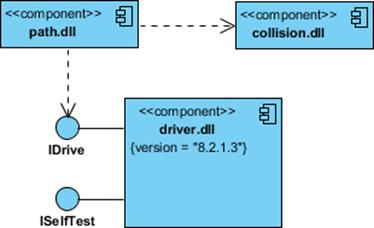 <<component>>
path.dll
<<component>>
collision.dll
<<component>>
driver.dll
{version = "8.2.1.3"}
IDrive
ISelfTest